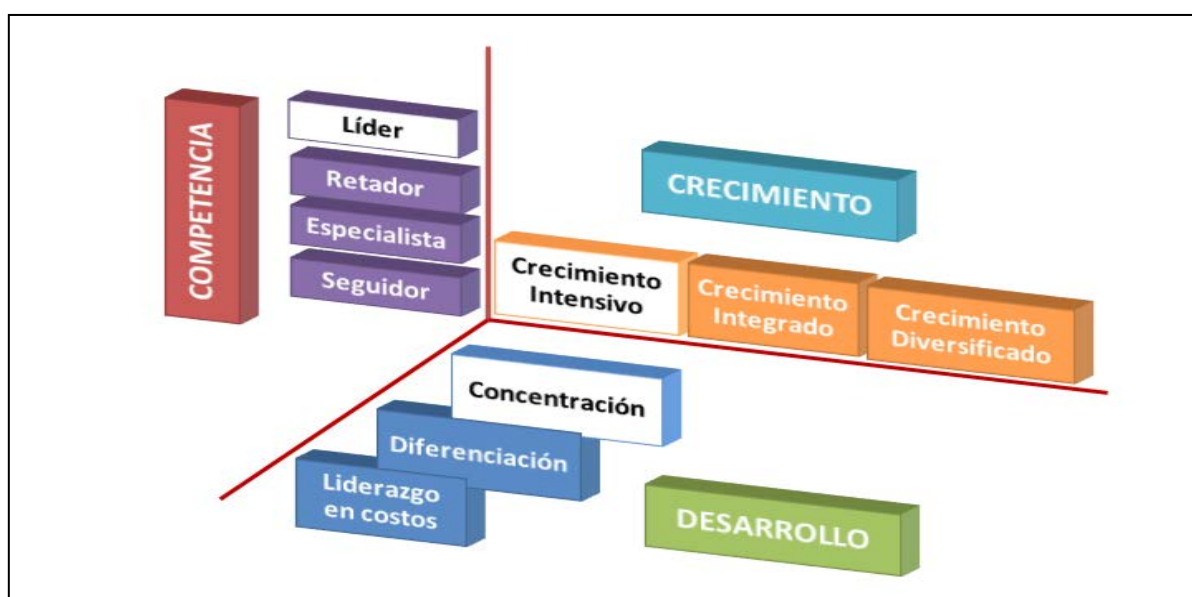 COMPETENCIA
Líder
Retador
Especialista
Seguidor
CRECIMIENTO
Crecimiento
Intensivo
Crecimiento
Integrado
Crecimiento
Diversificado
Concentración
Diferenciación
Liderazgo
en costos
DESARROLLO